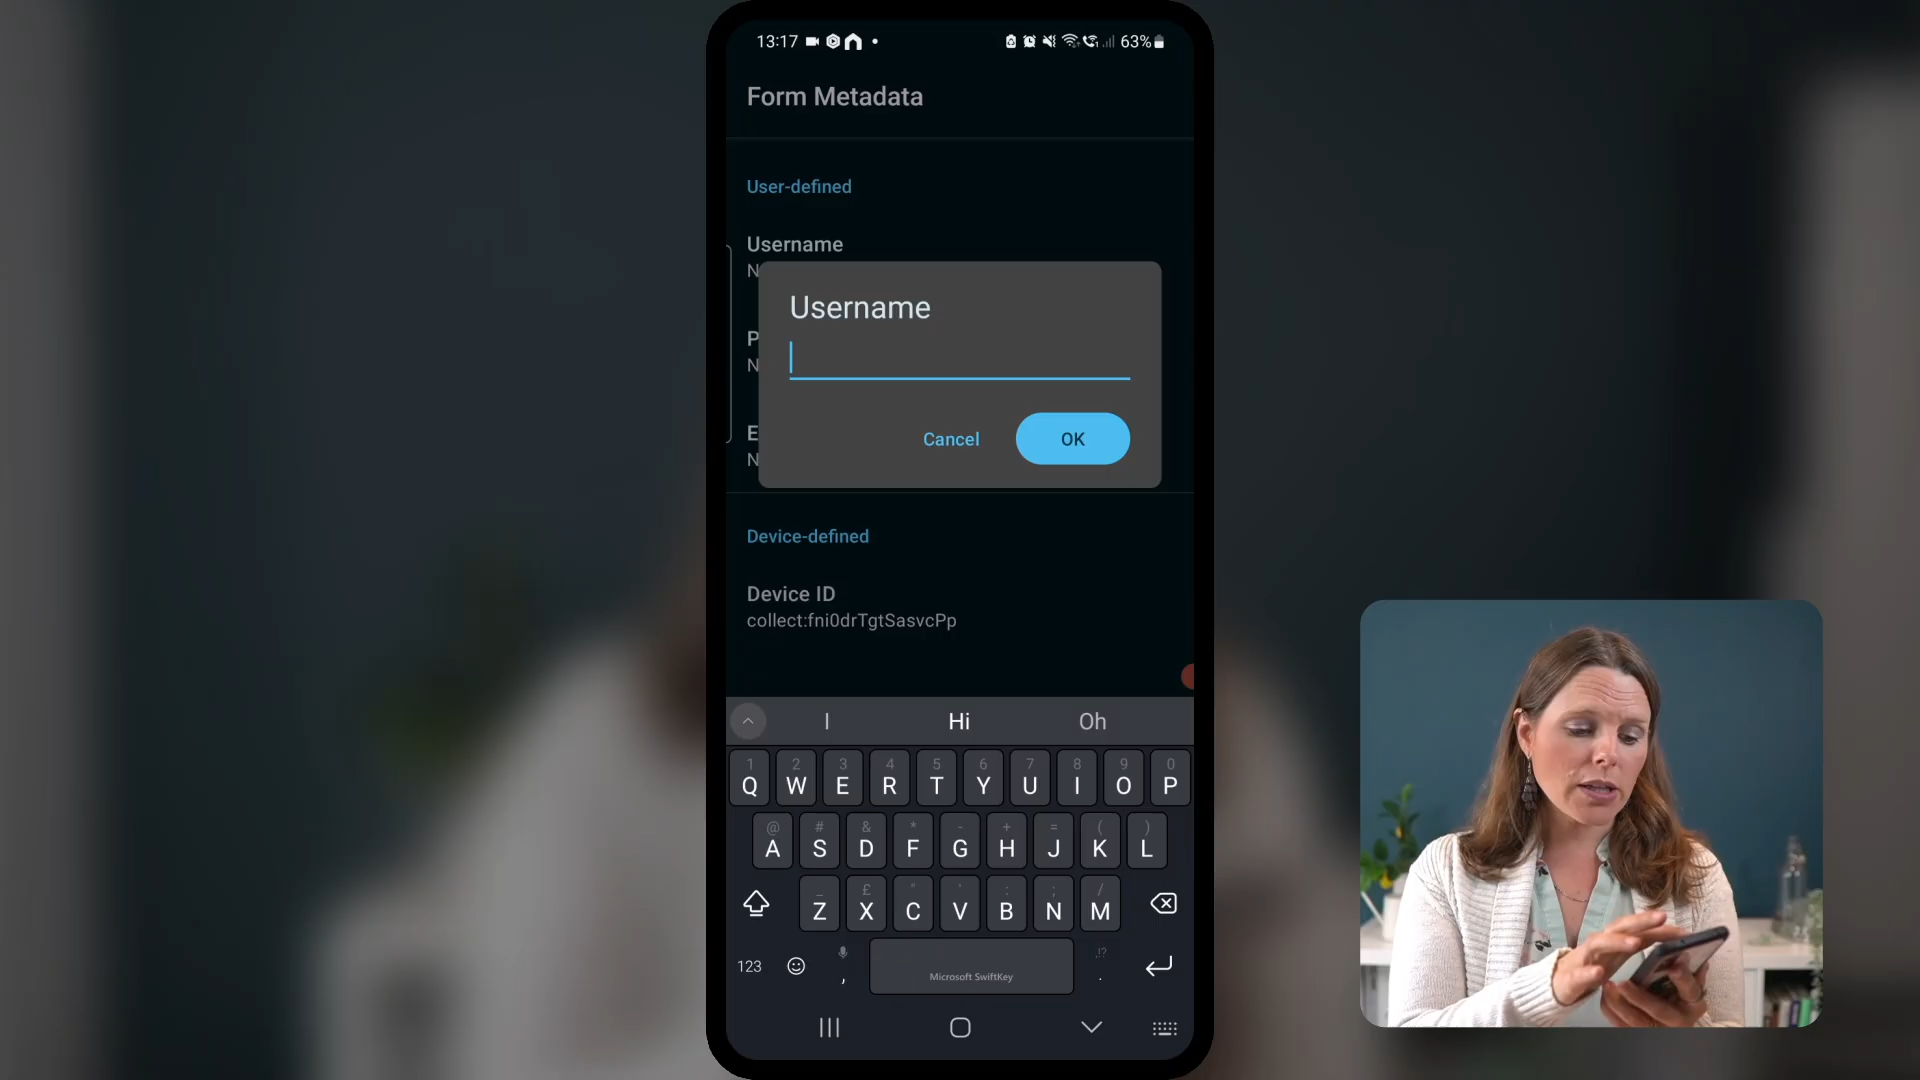 13:17
63%
Form Metadata
User-defined
Username
N
Username
P
N
E
N
Cancel
OK
Device-defined
Device ID
collect:fni0drTgtSasvcPp
I
Hi
Oh
1 2 3 4 5 6 7 8 9 0
Q W E R T Y U I O P
@ # & * - + = ( )
A S D F G H J K L
_ £ " ' : ; /
Z X C V B N M
123
,
Microsoft SwiftKey
,!?
.